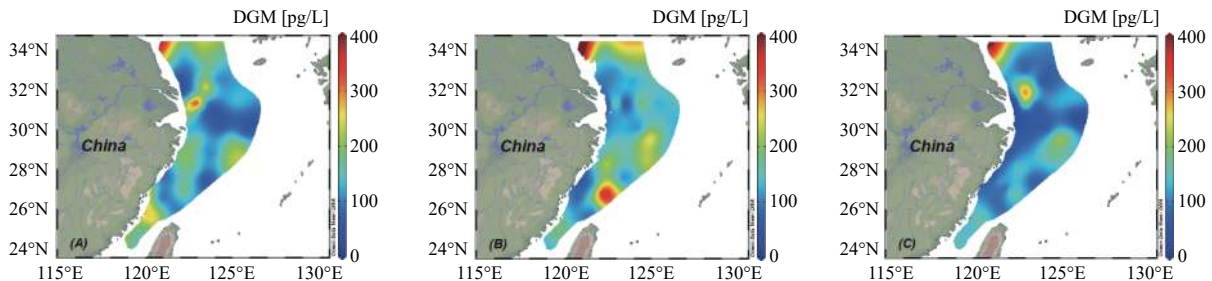 DGM [pg/L] DGM [pg/L] DGM [pg/L]
34°N 400 34°N 400 34°N 400
32°N 32°N 32°N
300 300 300
30°N China 30°N China 30°N China
200 200 200
28°N 28°N 28°N
100 100 100
26°N 26°N 26°N
24°N (A) 0 24°N (B) 0 24°N (C) 0
115°E 120°E 125°E 130°E 115°E 120°E 125°E 130°E 115°E 120°E 125°E 130°E